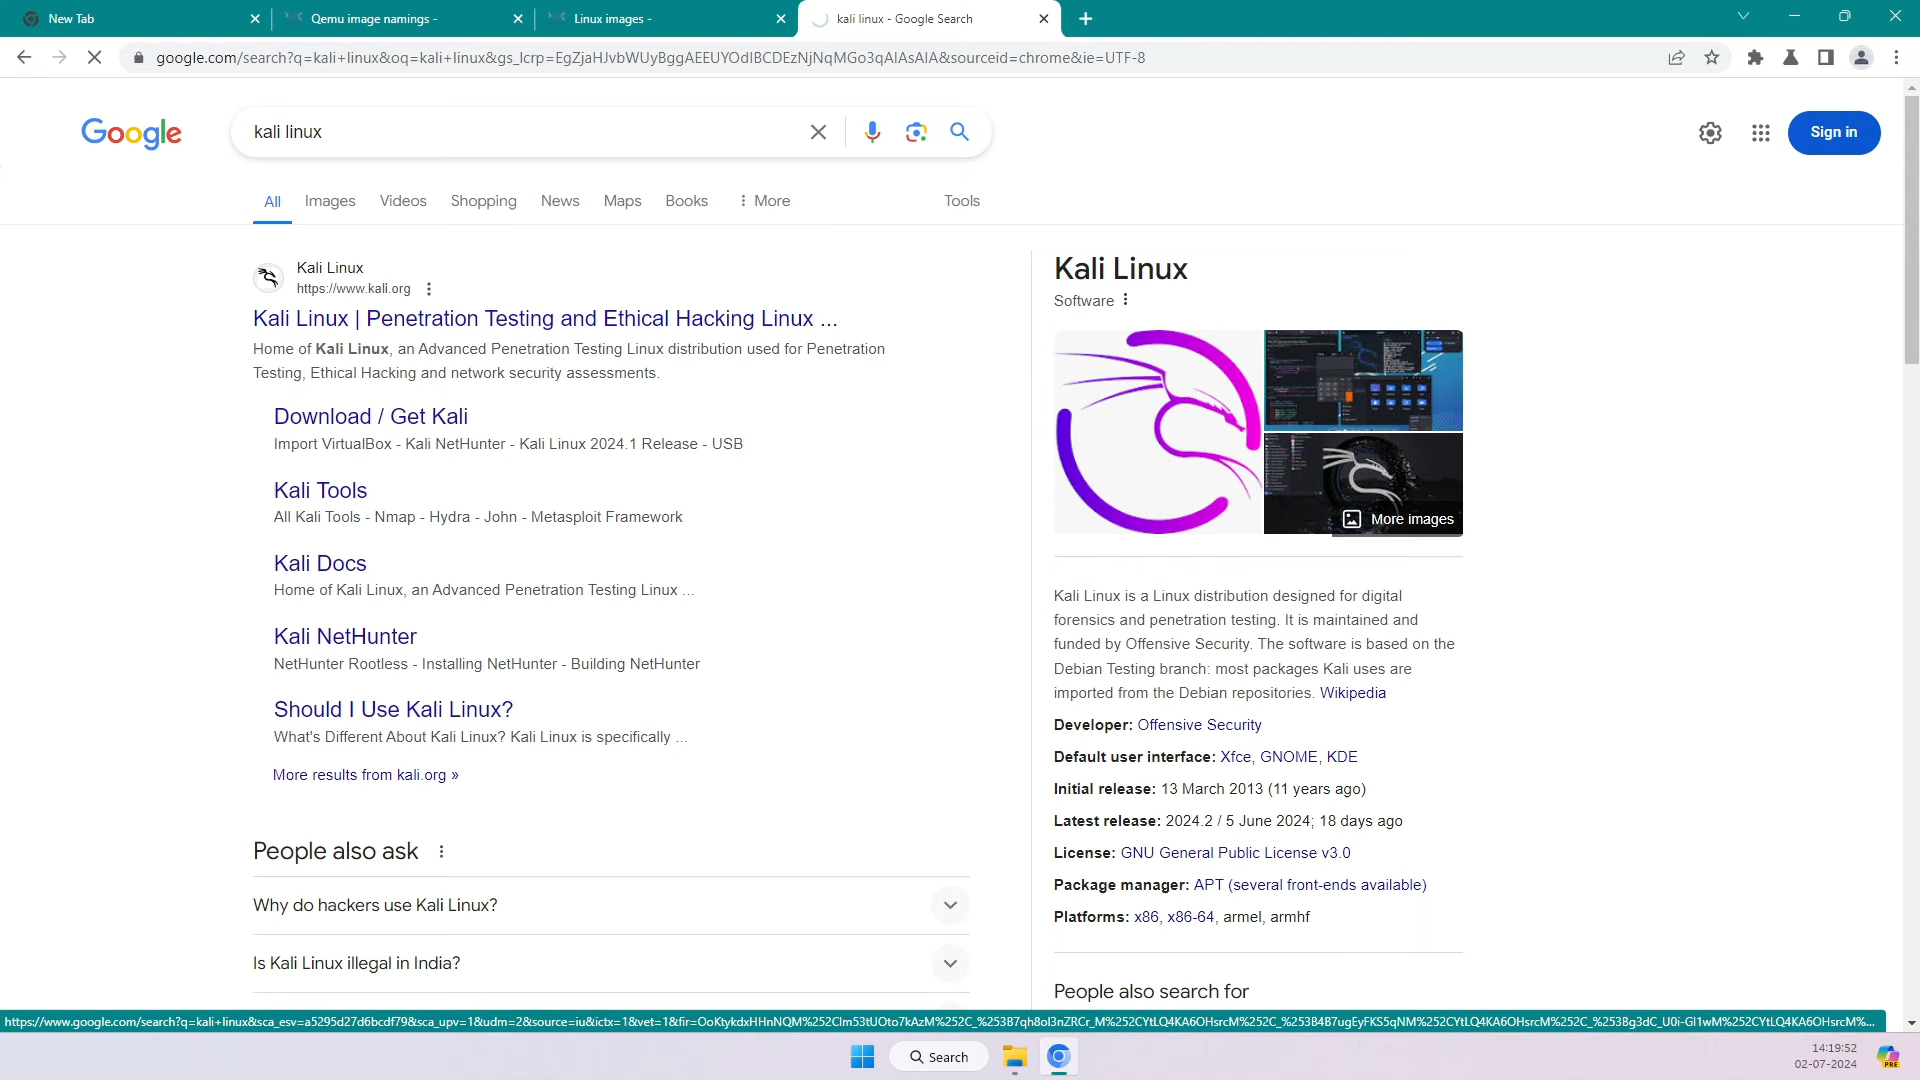 New Tab
Qemu image namings -
Linux images -
kali linux - Google Search
google.com/search?q=kali+linux&oq=kali+linux&gs_lcrp=EgZjaHJvbWUyBggAEEUYOdIBCDEzNjNqMGo3qAIAsAIA&sourceid=chrome&ie=UTF-8
Google
kali linux
Sign in
All
Images
Videos
Shopping
News
Maps
Books
More
Tools
Kali Linux
https://www.kali.org
Kali Linux | Penetration Testing and Ethical Hacking Linux ...
Home of Kali Linux, an Advanced Penetration Testing Linux distribution used for Penetration
Testing, Ethical Hacking and network security assessments.
Download / Get Kali
Import VirtualBox - Kali NetHunter - Kali Linux 2024.1 Release - USB
Kali Tools
All Kali Tools - Nmap - Hydra - John - Metasploit Framework
Kali Docs
Home of Kali Linux, an Advanced Penetration Testing Linux ...
Kali NetHunter
NetHunter Rootless - Installing NetHunter - Building NetHunter
Should I Use Kali Linux?
What's Different About Kali Linux? Kali Linux is specifically ...
More results from kali.org »
People also ask
Why do hackers use Kali Linux?
Is Kali Linux illegal in India?
Kali Linux
Software
More images
Kali Linux is a Linux distribution designed for digital
forensics and penetration testing. It is maintained and
funded by Offensive Security. The software is based on the
Debian Testing branch: most packages Kali uses are
imported from the Debian repositories. Wikipedia
Developer: Offensive Security
Default user interface: Xfce, GNOME, KDE
Initial release: 13 March 2013 (11 years ago)
Latest release: 2024.2 / 5 June 2024; 18 days ago
License: GNU General Public License v3.0
Package manager: APT (several front-ends available)
Platforms: x86, x86-64, armel, armhf
People also search for
Search
14:19:52
02-07-2024
PRE